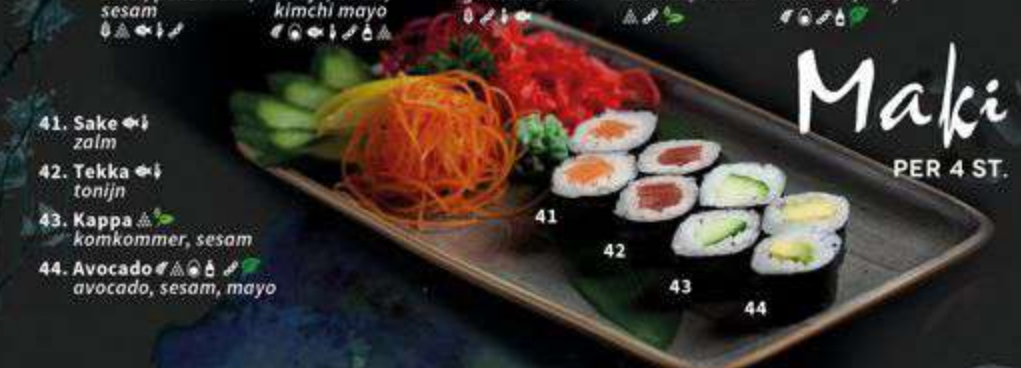 sesam
kimchi mayo
Maki
PER 4 ST.
41. Sake
zalm
42. Tekka
tonijn
43. Kappa
komkommer, sesam
44. Avocado
avocado, sesam, mayo
41
42
43
44